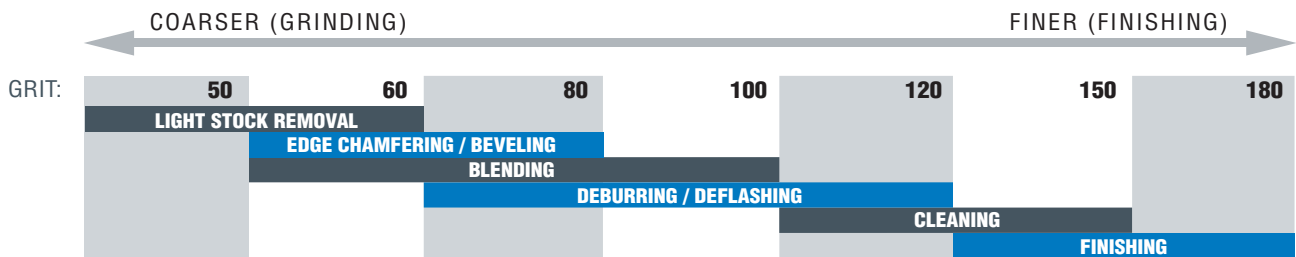 COARSER (GRINDING) FINER (FINISHING)
GRIT: 50 60 80 100 120 150 180
LIGHT STOCK REMOVAL
EDGE CHAMFERING / BEVELING
BLENDING
DEBURRING / DEFLASHING
CLEANING
FINISHING